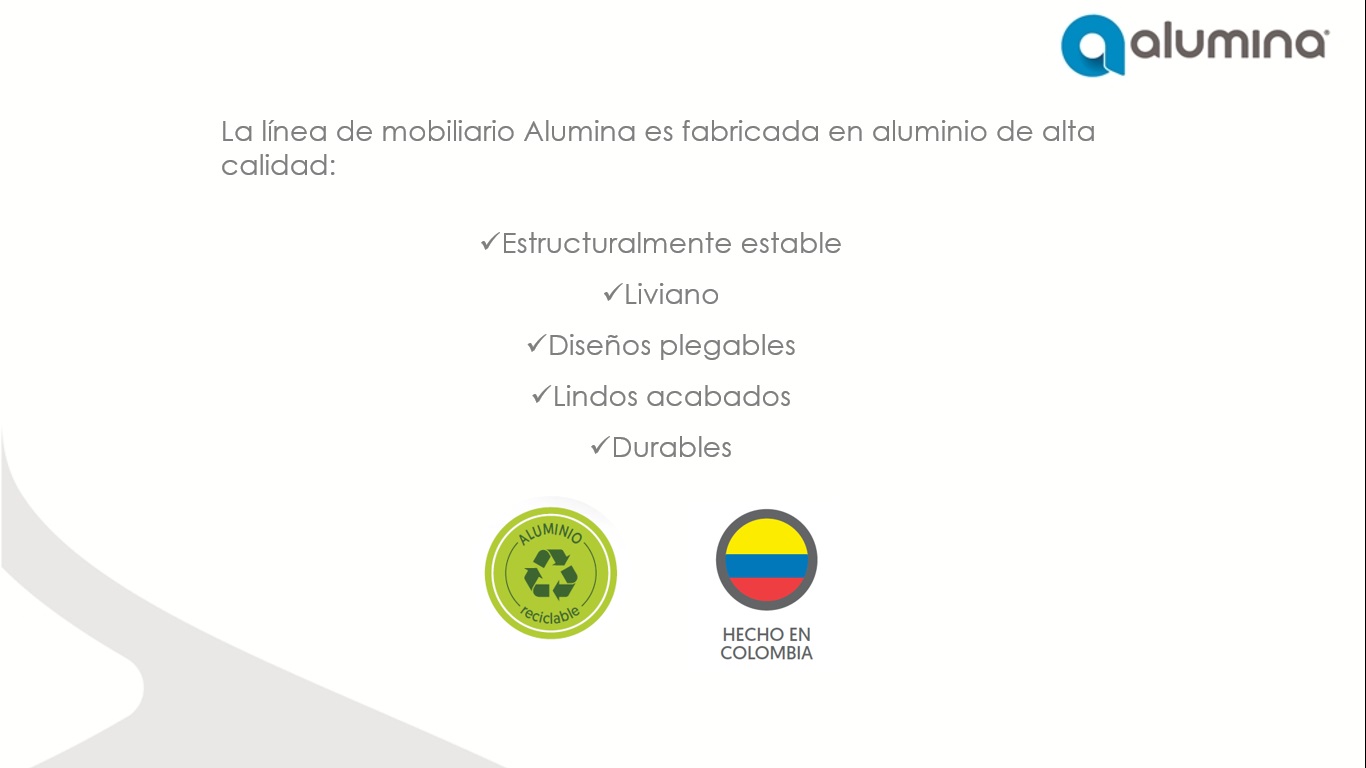 alumina®
La línea de mobiliario Alumina es fabricada en aluminio de alta
calidad:
✓Estructuralmente estable
✓Liviano
✓Diseños plegables
✓Lindos acabados
✓Durables
ALUMINIO
reciclable
HECHO EN
COLOMBIA